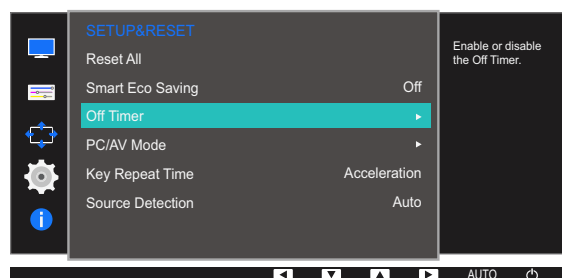 SETUP&RESET
Reset All
Smart Eco Saving Off
Off Timer
PC/AV Mode
Key Repeat Time Acceleration
Source Detection Auto
Enable or disable
the Off Timer.
AUTO